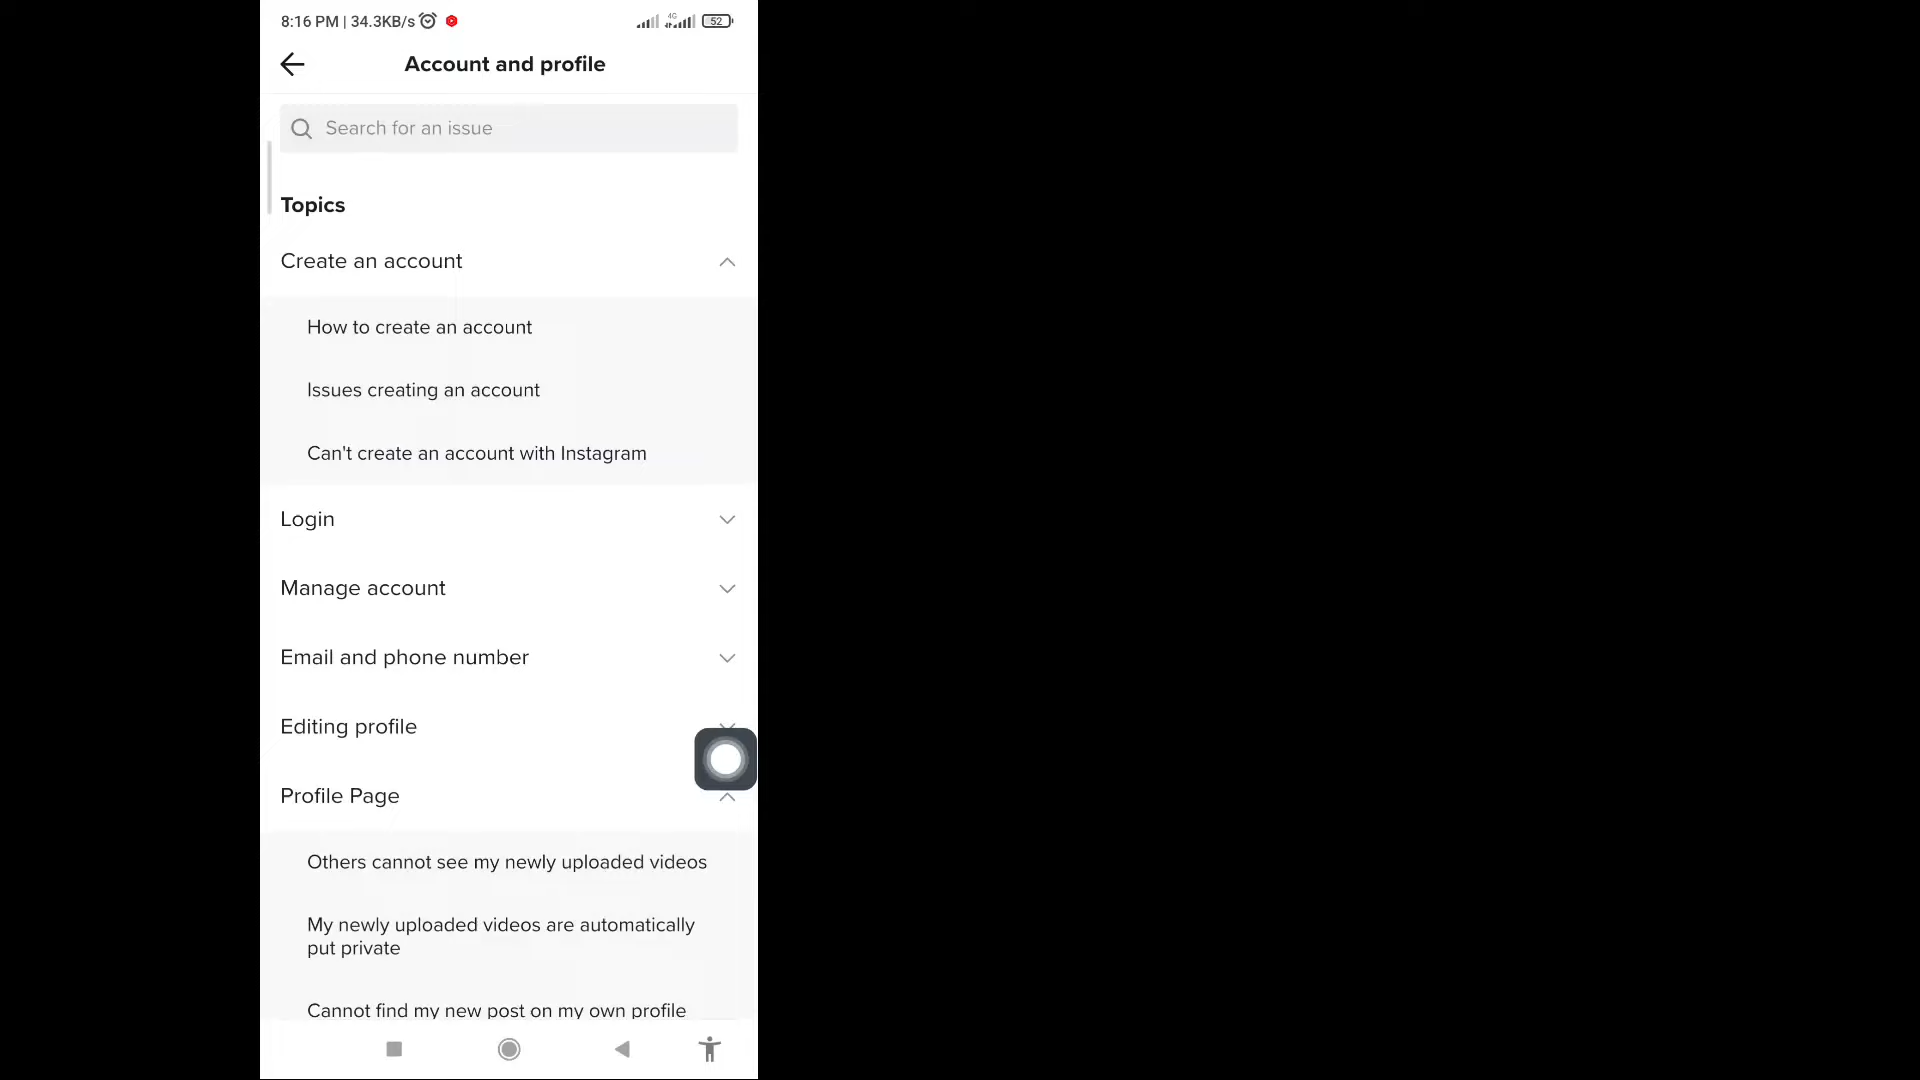 8:16 PM | 34.3KB/s
4G
52
Account and profile
Search for an issue
Topics
Create an account
How to create an account
Issues creating an account
Can't create an account with Instagram
Login
Manage account
Email and phone number
Editing profile
Profile Page
Others cannot see my newly uploaded videos
My newly uploaded videos are automatically
put private
Cannot find my new post on my own profile